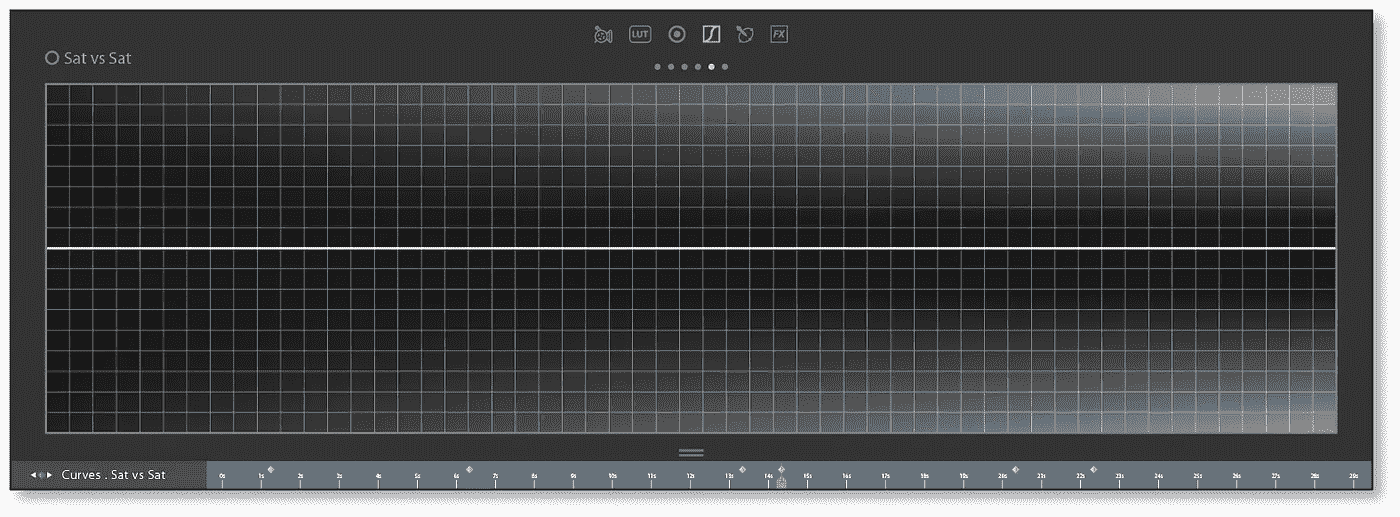 LUT FX
Sat vs Sat
Curves . Sat vs Sat 0s 1s 2s 3s 4s 5s 6s 7s 8s 9s 10s 11s 12s 13s 14s 15s 16s 17s 18s 19s 20s 21s 22s 23s 24s 25s 26s 27s 28s 29s